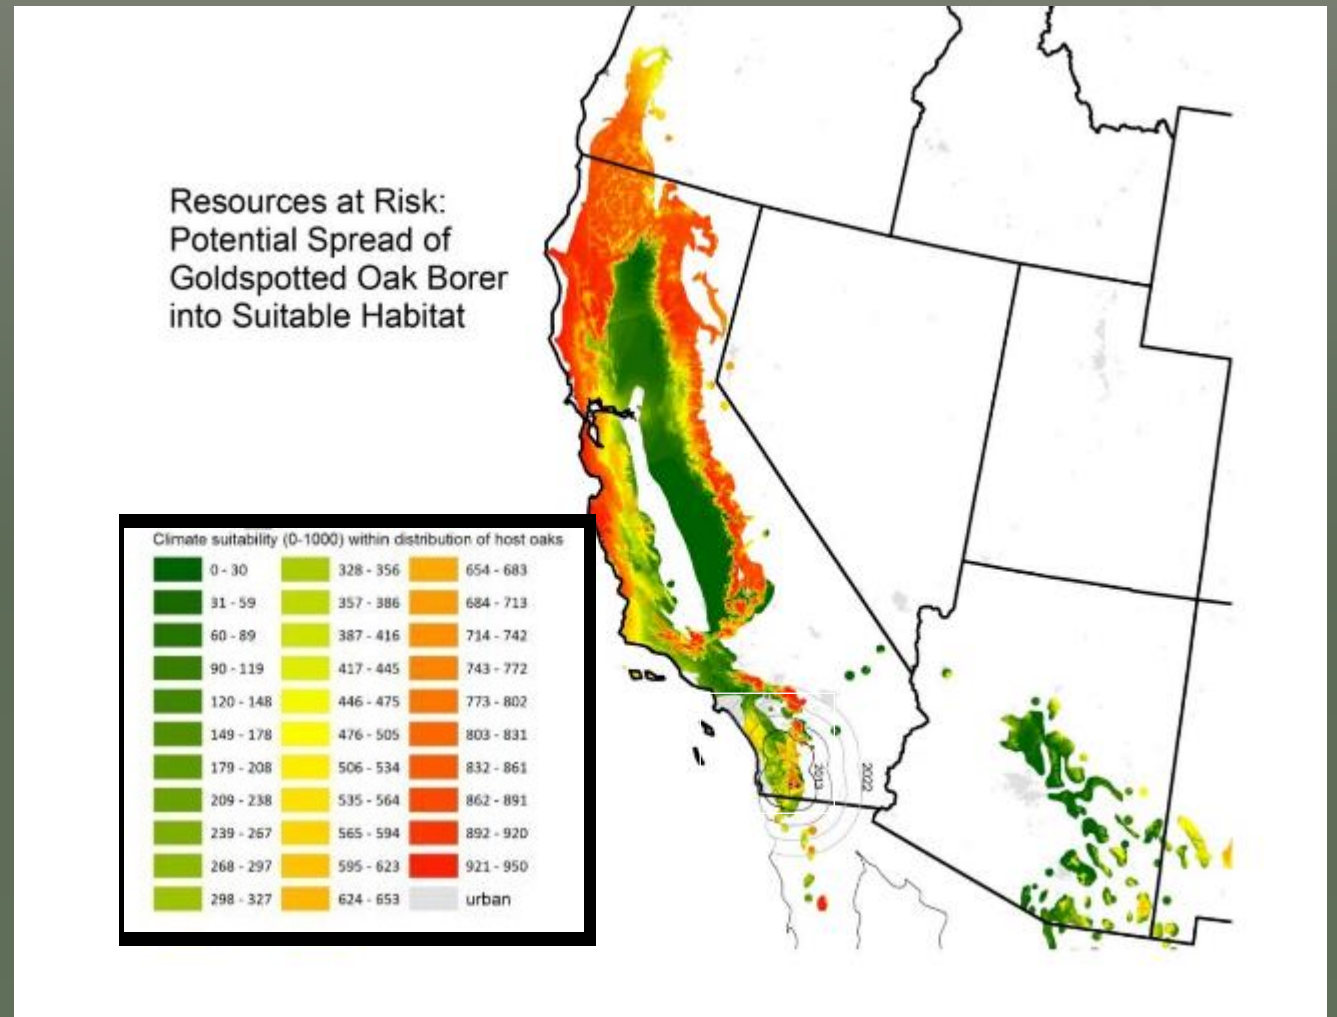 Resources at Risk:
Potential Spread of
Goldspotted Oak Borer
into Suitable Habitat
Climate suitability (0-1000) within distribution of host oaks
0 - 30 328 - 356 654 - 683
31 - 59 357 - 386 684 - 713
60 - 89 387 - 416 714 - 742
90 - 119 417 - 445 743 - 772
120 - 148 446 - 475 773 - 802
149 - 178 476 - 505 803 - 831
179 - 208 506 - 534 832 - 861
209 - 238 535 - 564 862 - 891
239 - 267 565 - 594 892 - 920
268 - 297 595 - 623 921 - 950
298 - 327 624 - 653 urban
2013
2022